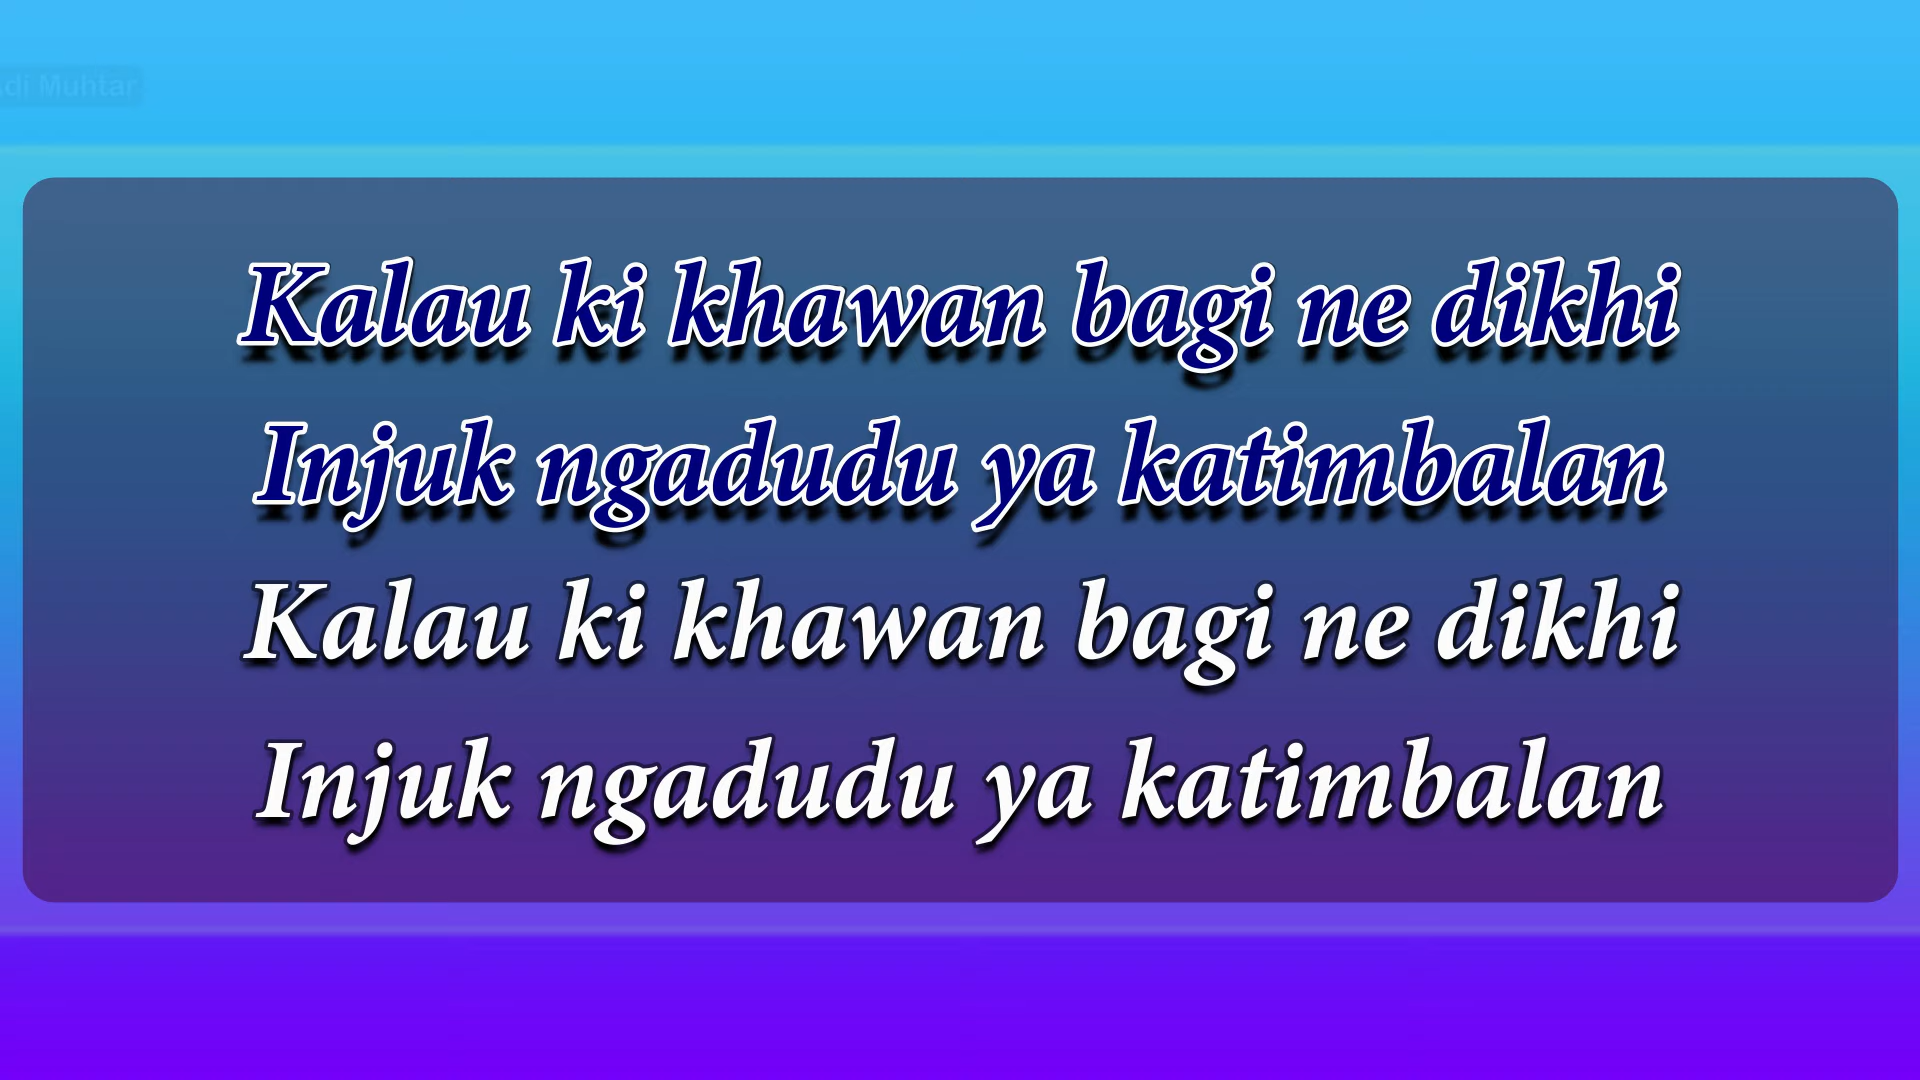 Muhtar
Kalau ki khawan bagi ne dikhi
Injuk ngadudu ya katimbalan
Kalau ki khawan bagi ne dikhi
Injuk ngadudu ya katimbalan